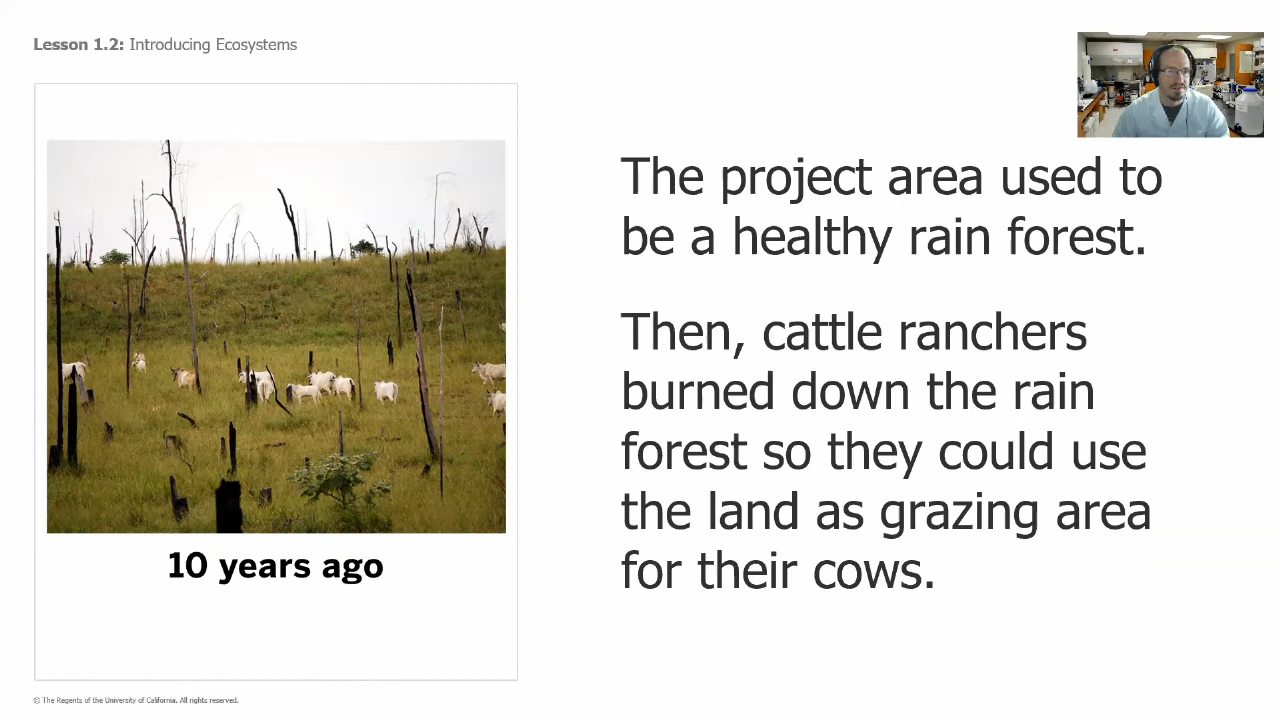 Lesson 1.2: Introducing Ecosystems
10 years ago
The project area used to
be a healthy rain forest.
Then, cattle ranchers
burned down the rain
forest so they could use
the land as grazing area
for their cows.
© The Regents of the University of California. All rights reserved.